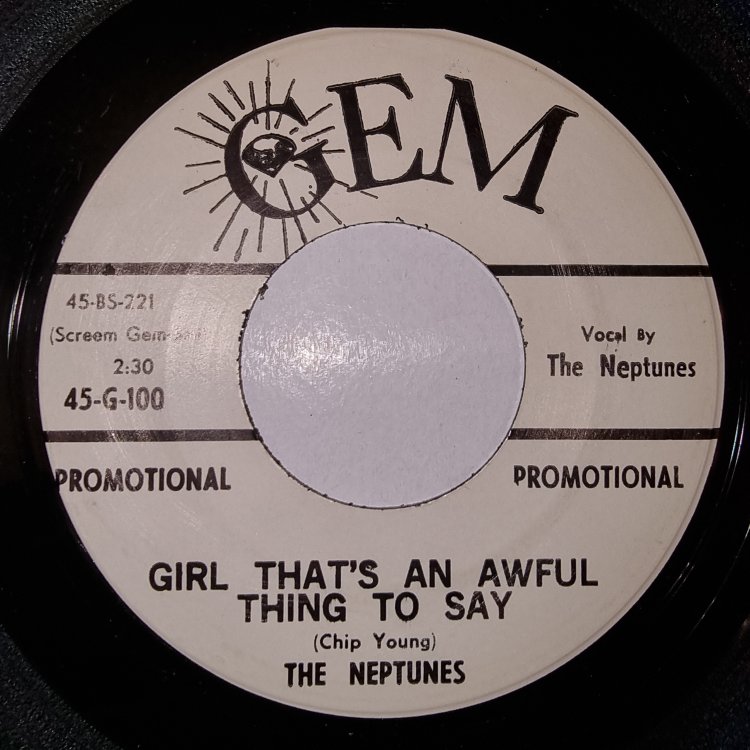 GEM
45-BS-221
(Screem Gem
2:30
45-G-100
Vocal By
The Neptunes
PROMOTIONAL
PROMOTIONAL
GIRL THAT'S AN AWFUL
THING TO SAY
(Chip Young)
THE NEPTUNES